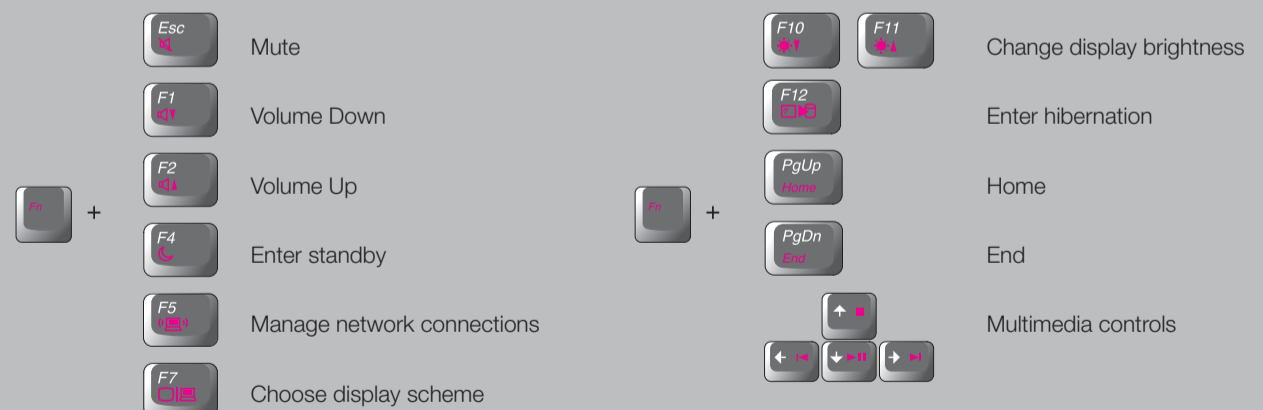 Esc
Mute
F1
Volume Down
F2
Volume Up
Fn +
F4
Enter standby
F5
Manage network connections
F7
Choose display scheme
F10 F11
Change display brightness
F12
Enter hibernation
PgUp
Home
Home
Fn +
PgDn
End
End
Multimedia controls